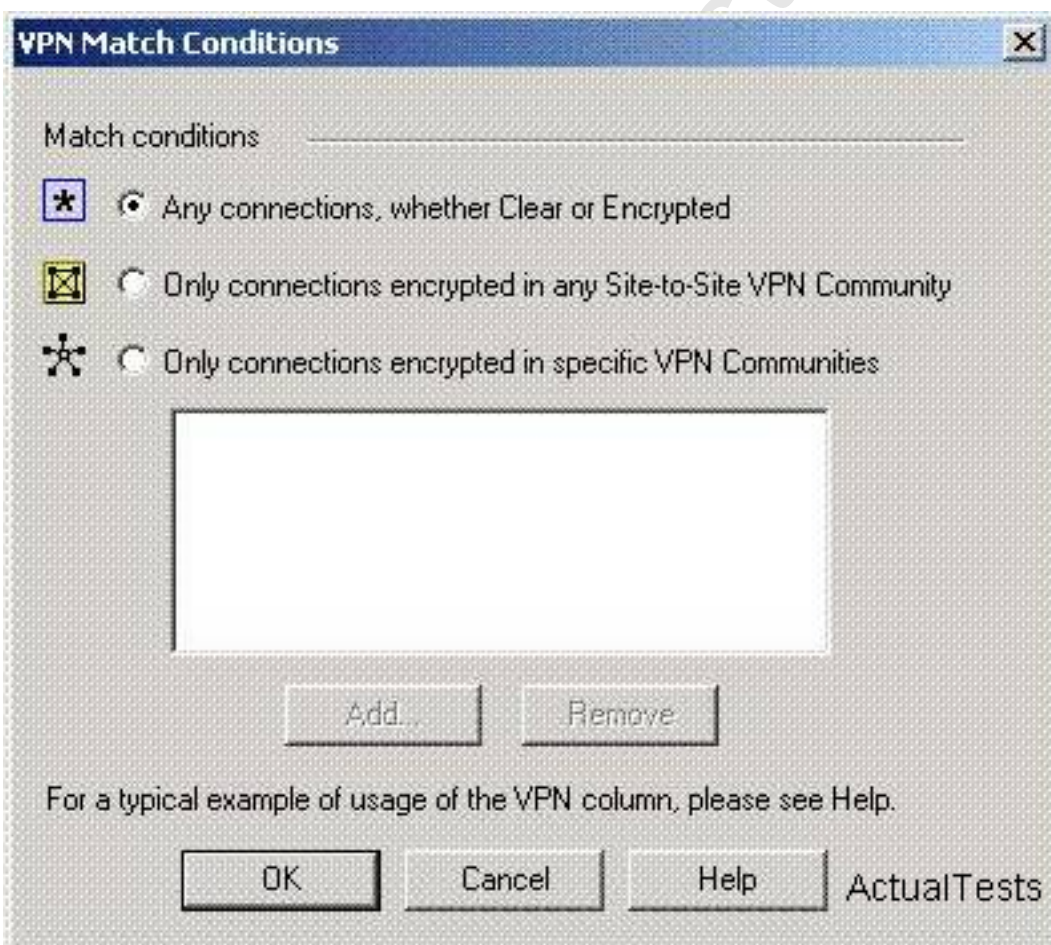 VPN Match Conditions
Match conditions
Any connections, whether Clear or Encrypted
Only connections encrypted in any Site-to-Site VPN Community
Only connections encrypted in specific VPN Communities
Add...
Remove
For a typical example of usage of the VPN column, please see Help.
OK
Cancel
Help
ActualTests